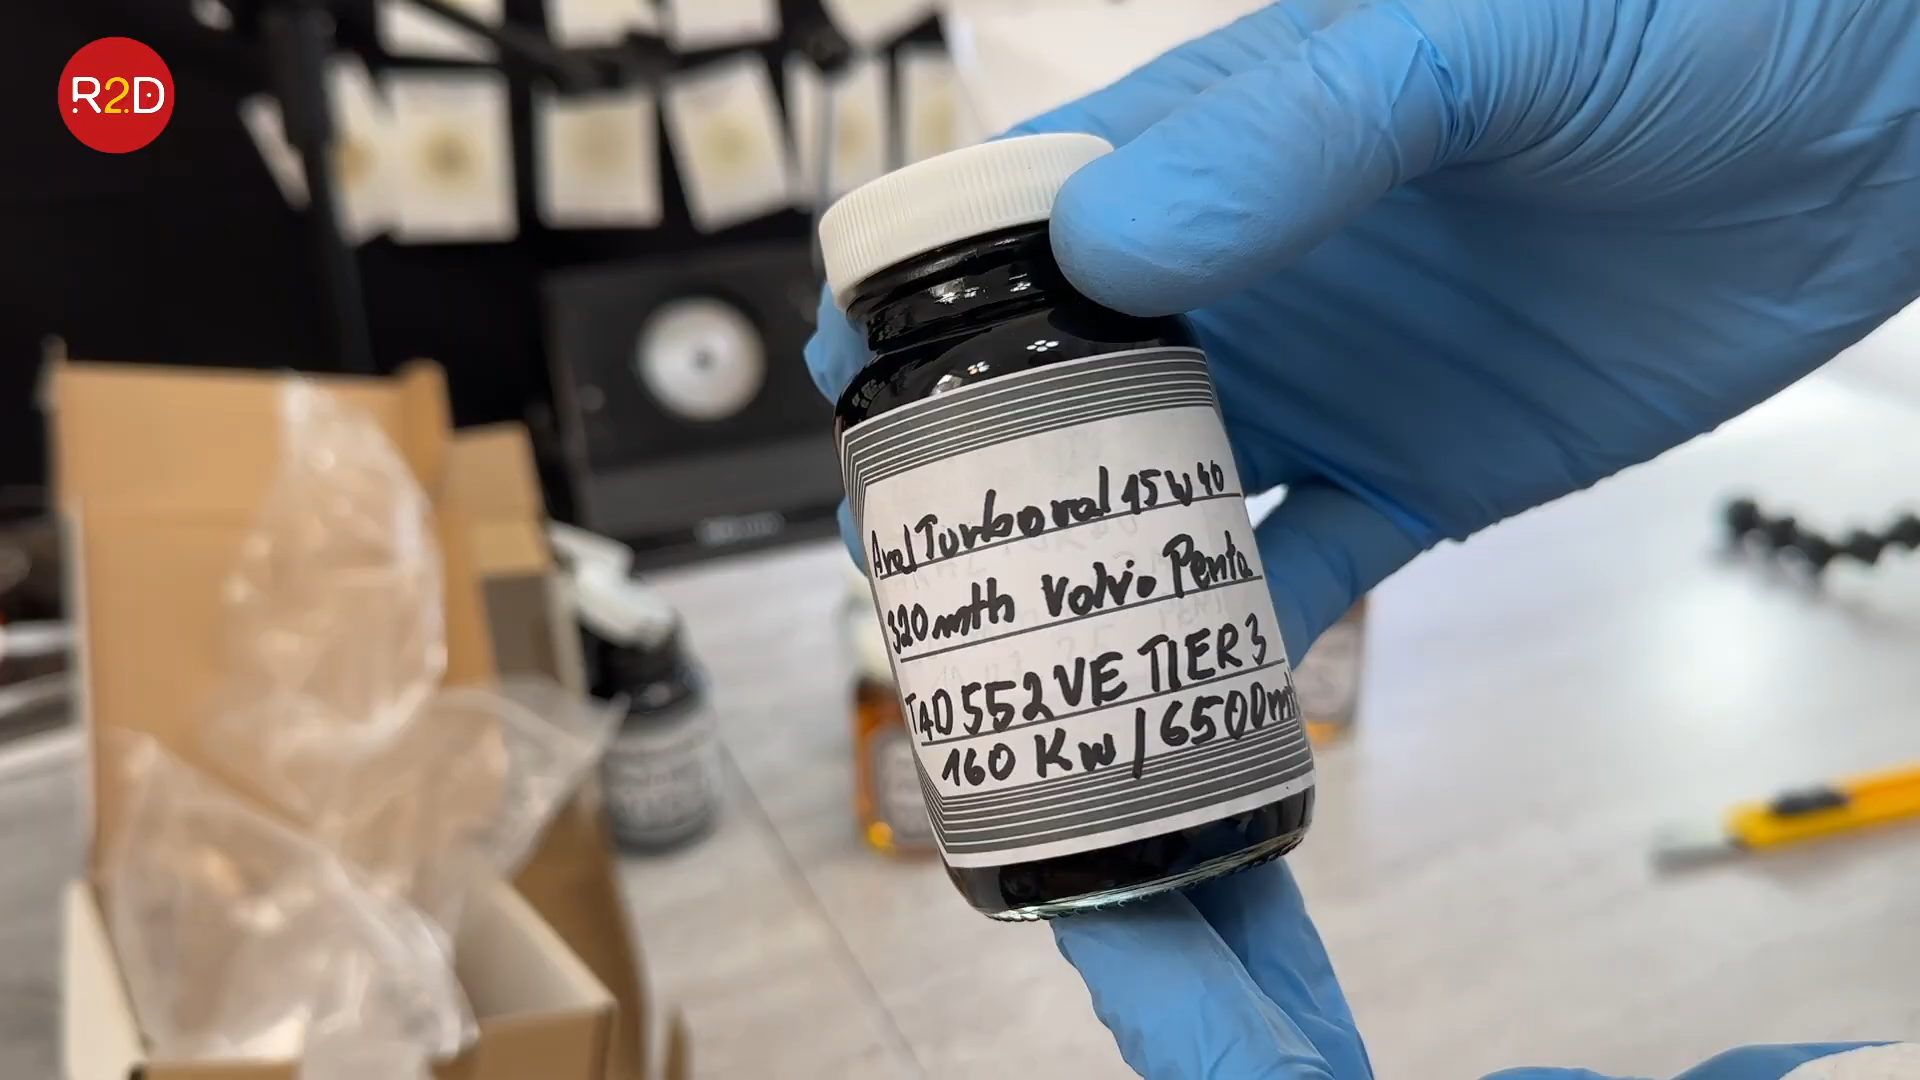 R2D
Aral Turboral 15W40
320 mth Volvo Penta
TAD 552 VE TIER 3
160 KW / 6500 mth